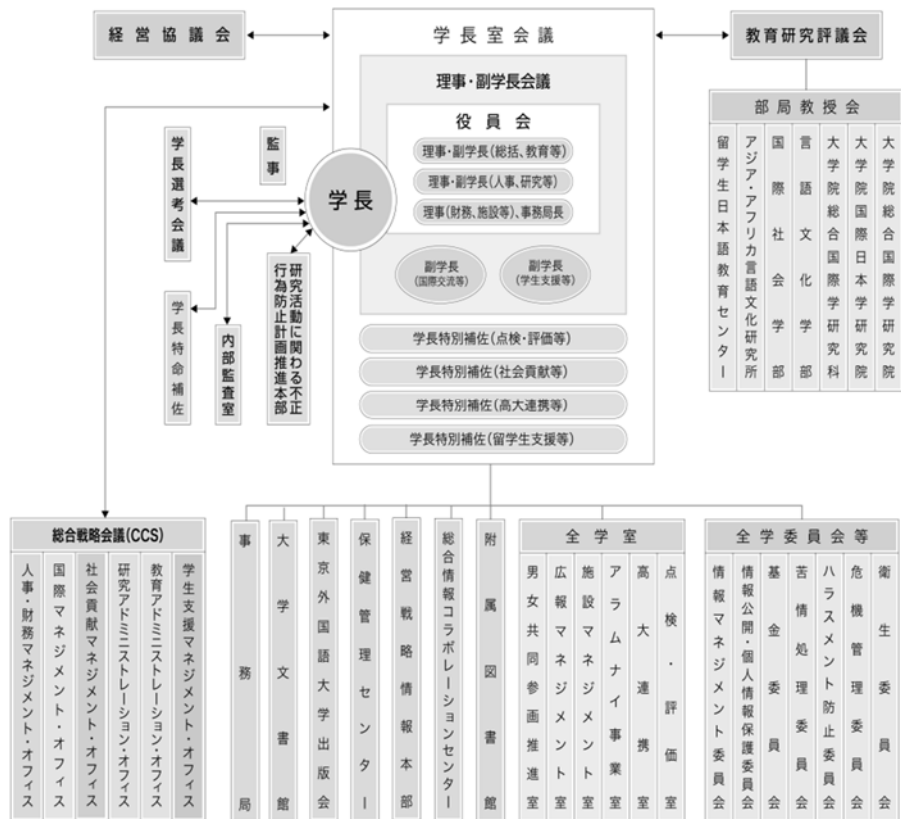 経営協議会
学長室会議
教育研究評議会
理事・副学長会議
役員会
理事・副学長(総括、教育等)
理事・副学長(人事、研究等)
理事(財務、施設等)、事務局長
学長
副学長
(国際交流等)
副学長
(学生支援等)
学長特別補佐(点検・評価等)
学長特別補佐(社会貢献等)
学長特別補佐(高大連携等)
学長特別補佐(留学生支援等)
監事
学長選考会議
学長特命補佐
内部監査室
研究活動に関わる不正
行為防止計画推進本部
部局教授会
大学院総合国際学研究院
大学院国際日本学研究院
大学院総合国際学研究科
言語文化学部
国際社会学部
アジア・アフリカ言語文化研究所
留学生日本語教育センター
総合戦略会議(CCS)
人事・財務マネジメント・オフィス
国際マネジメント・オフィス
社会貢献マネジメント・オフィス
研究アドミニストレーション・オフィス
教育アドミニストレーション・オフィス
学生支援マネジメント・オフィス
事務局
大学文書館
東京外国語大学出版会
保健管理センター
経営戦略情報本部
総合情報コラボレーションセンター
附属図書館
全学室
男女共同参画推進室
広報マネジメント室
施設マネジメント室
アラムナイ事業室
高大連携室
点検・評価室
全学委員会等
情報マネジメント委員会
情報公開・個人情報保護委員会
基金委員会
苦情処理委員会
ハラスメント防止委員会
危機管理委員会
衛生委員会